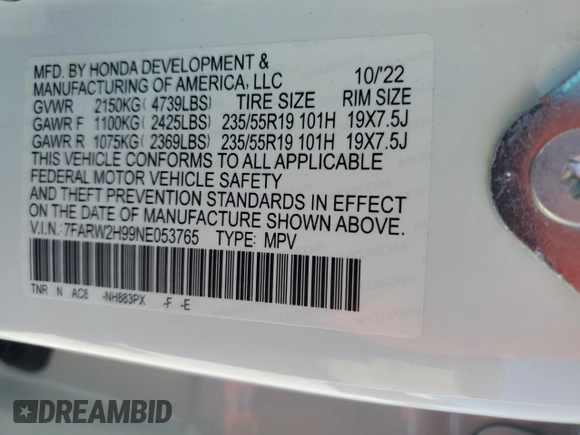 MFD. BY HONDA DEVELOPMENT &
MANUFACTURING OF AMERICA, LLC 10/'22
GVWR 2150KG( 4739LBS) TIRE SIZE RIM SIZE
GAWR F 1100KG( 2425LBS) 235/55R19 101H 19X7.5J
GAWR R 1075KG( 2369LBS) 235/55R19 101H 19X7.5J
THIS VEHICLE CONFORMS TO ALL APPLICABLE
FEDERAL MOTOR VEHICLE SAFETY
AND THEFT PREVENTION STANDARDS IN EFFECT
ON THE DATE OF MANUFACTURE SHOWN ABOVE.
V.I.N.:7FARW2H99NE053765 TYPE: MPV
TNR N AC8 -NH883PX -F -E
DREAMBID